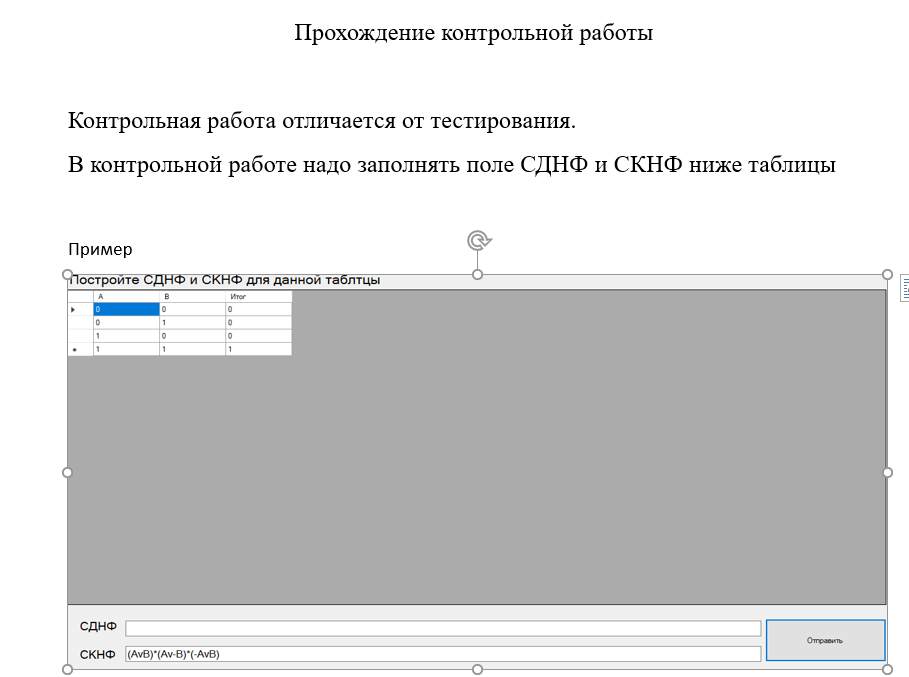 Прохождение контрольной работы
Контрольная работа отличается от тестирования.
В контрольной работе надо заполнять поле СДНФ и СКНФ ниже таблицы
Пример
Постройте СДНФ и СКНФ для данной таблтцы
A B Итог
0 0 0
0 1 0
1 0 0
1 1 1
СДНФ
Отправить
СКНФ (AvB)*(Av-B)*(-AvB)